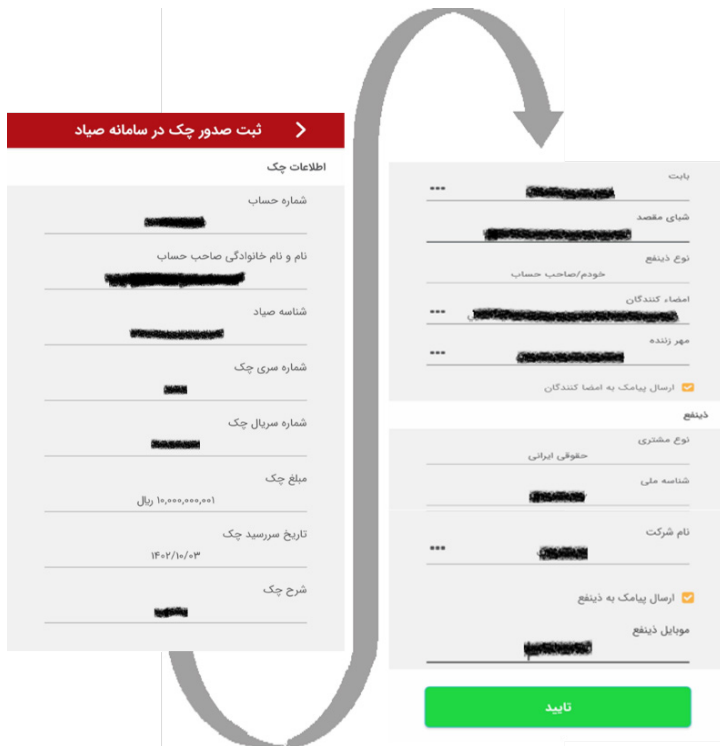 ثبت صدور چک در سامانه صیاد
اطلاعات چک
شماره حساب
نام و نام خانوادگی صاحب حساب
شناسه صیاد
شماره سری چک
شماره سریال چک
مبلغ چک
۱۰,۰۰۰,۰۰۰,۰۰۱ ریال
تاریخ سررسید چک
۱۴۰۲/۱۰/۰۳
شرح چک
بابت
شبای مقصد
نوع ذینفع
خودم/صاحب حساب
امضاء کنندگان
مهر زننده
ارسال پیامک به امضا کنندگان
ذینفع
نوع مشتری
حقوقی ایرانی
شناسه ملی
نام شرکت
ارسال پیامک به ذینفع
موبایل ذینفع
تایید